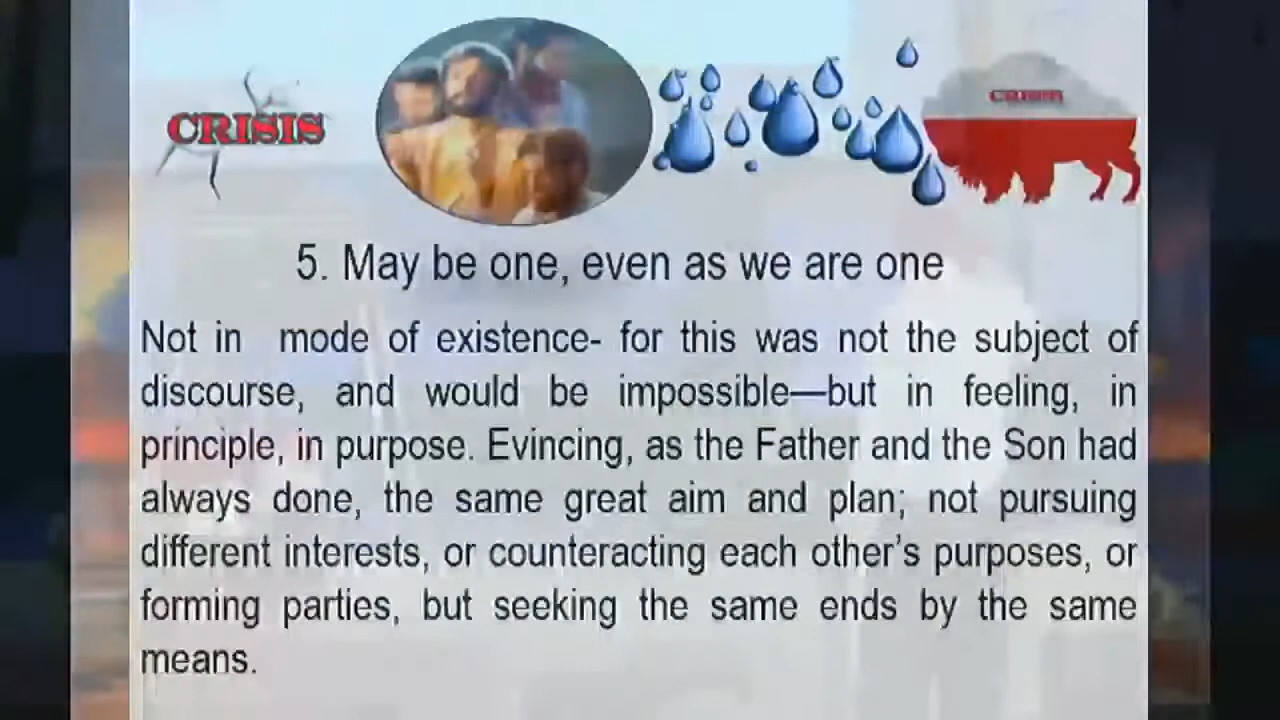 CRISIS
CRISIS
5. May be one, even as we are one
Not in mode of existence- for this was not the subject of
discourse, and would be impossible—but in feeling, in
principle, in purpose. Evincing, as the Father and the Son had
always done, the same great aim and plan; not pursuing
different interests, or counteracting each other’s purposes, or
forming parties, but seeking the same ends by the same
means.